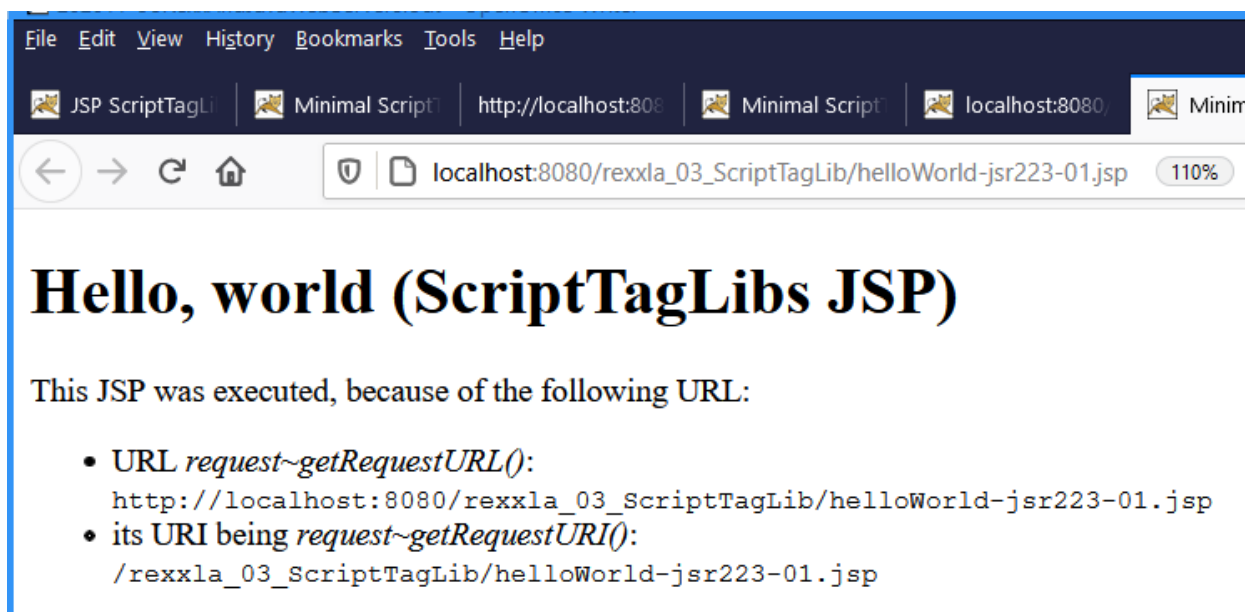 File Edit View History Bookmarks Tools Help
JSP ScriptTagLi Minimal Script http://localhost:808 Minimal Script localhost:8080/ Minim
localhost:8080/rexxla_03_ScriptTagLib/helloWorld-jsr223-01.jsp 110%
Hello, world (ScriptTagLibs JSP)
This JSP was executed, because of the following URL:
• URL request~getRequestURL():
http://localhost:8080/rexxla_03_ScriptTagLib/helloWorld-jsr223-01.jsp
• its URI being request~getRequestURI():
/rexxla_03_ScriptTagLib/helloWorld-jsr223-01.jsp